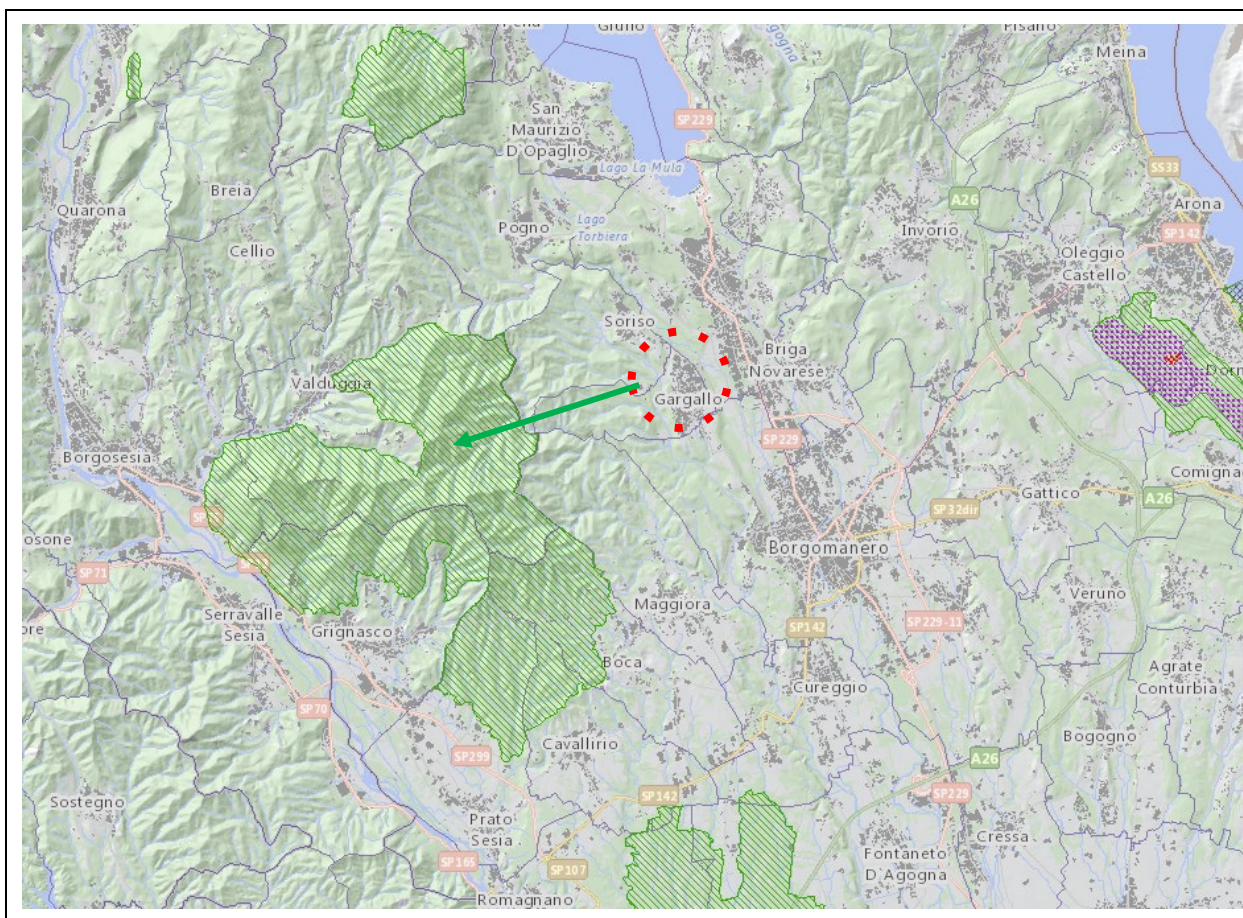 Pisano
Meina
San
Maurizio
D'Opaglio
SP229
Lago La Mula
SS33
Breia
Quarona
A26
Arona
Pogno
Lago
Torbiera
Invorio
SP142
Cellio
Oleggio
Castello
Soriso
Briga
Novarese
Valduggia
Gargallo
SP229
Borgosesia
Comigna
Gattico
A26
SP32dir
Borgomanero
SP71
Maggiora
Veruno
Serravalle
Sesia
Grignasco
SP142
SP229-11
Boca
Cureggio
Agrate
Conturbia
SP70
Cavallirio
Bogogno
SP299
A26
Sostegno
SP142
SP229
Prato
Sesia
Cressa
SP165
SP107
Fontaneto
D'Agogna
Romagnano